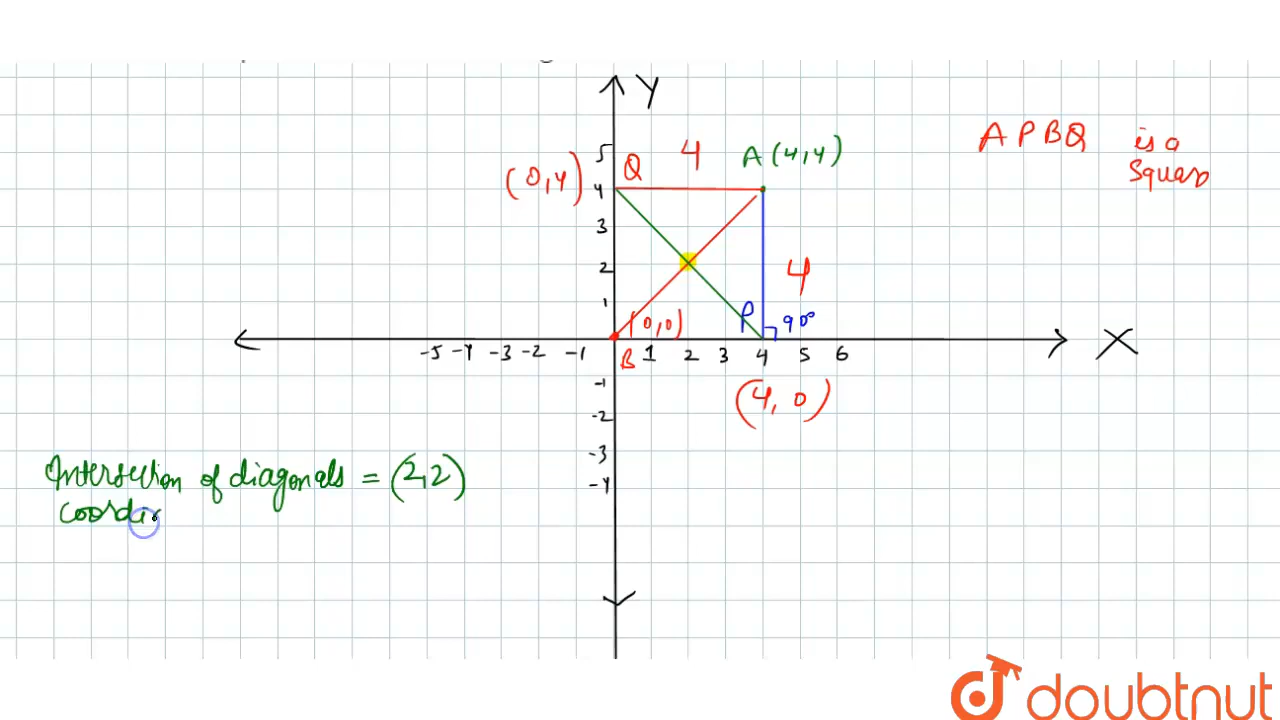 Y
5
Q
4
A (4,4)
A P B Q is a
Square
(0,4)
4
3
2
4
1
(0,0)
P
90°
X
-5 -4 -3 -2 -1
B
1 2 3 4 5 6
-1
(4, 0)
-2
-3
-4
Intersection of diagonals = (2,2)
coordin
doubtnut